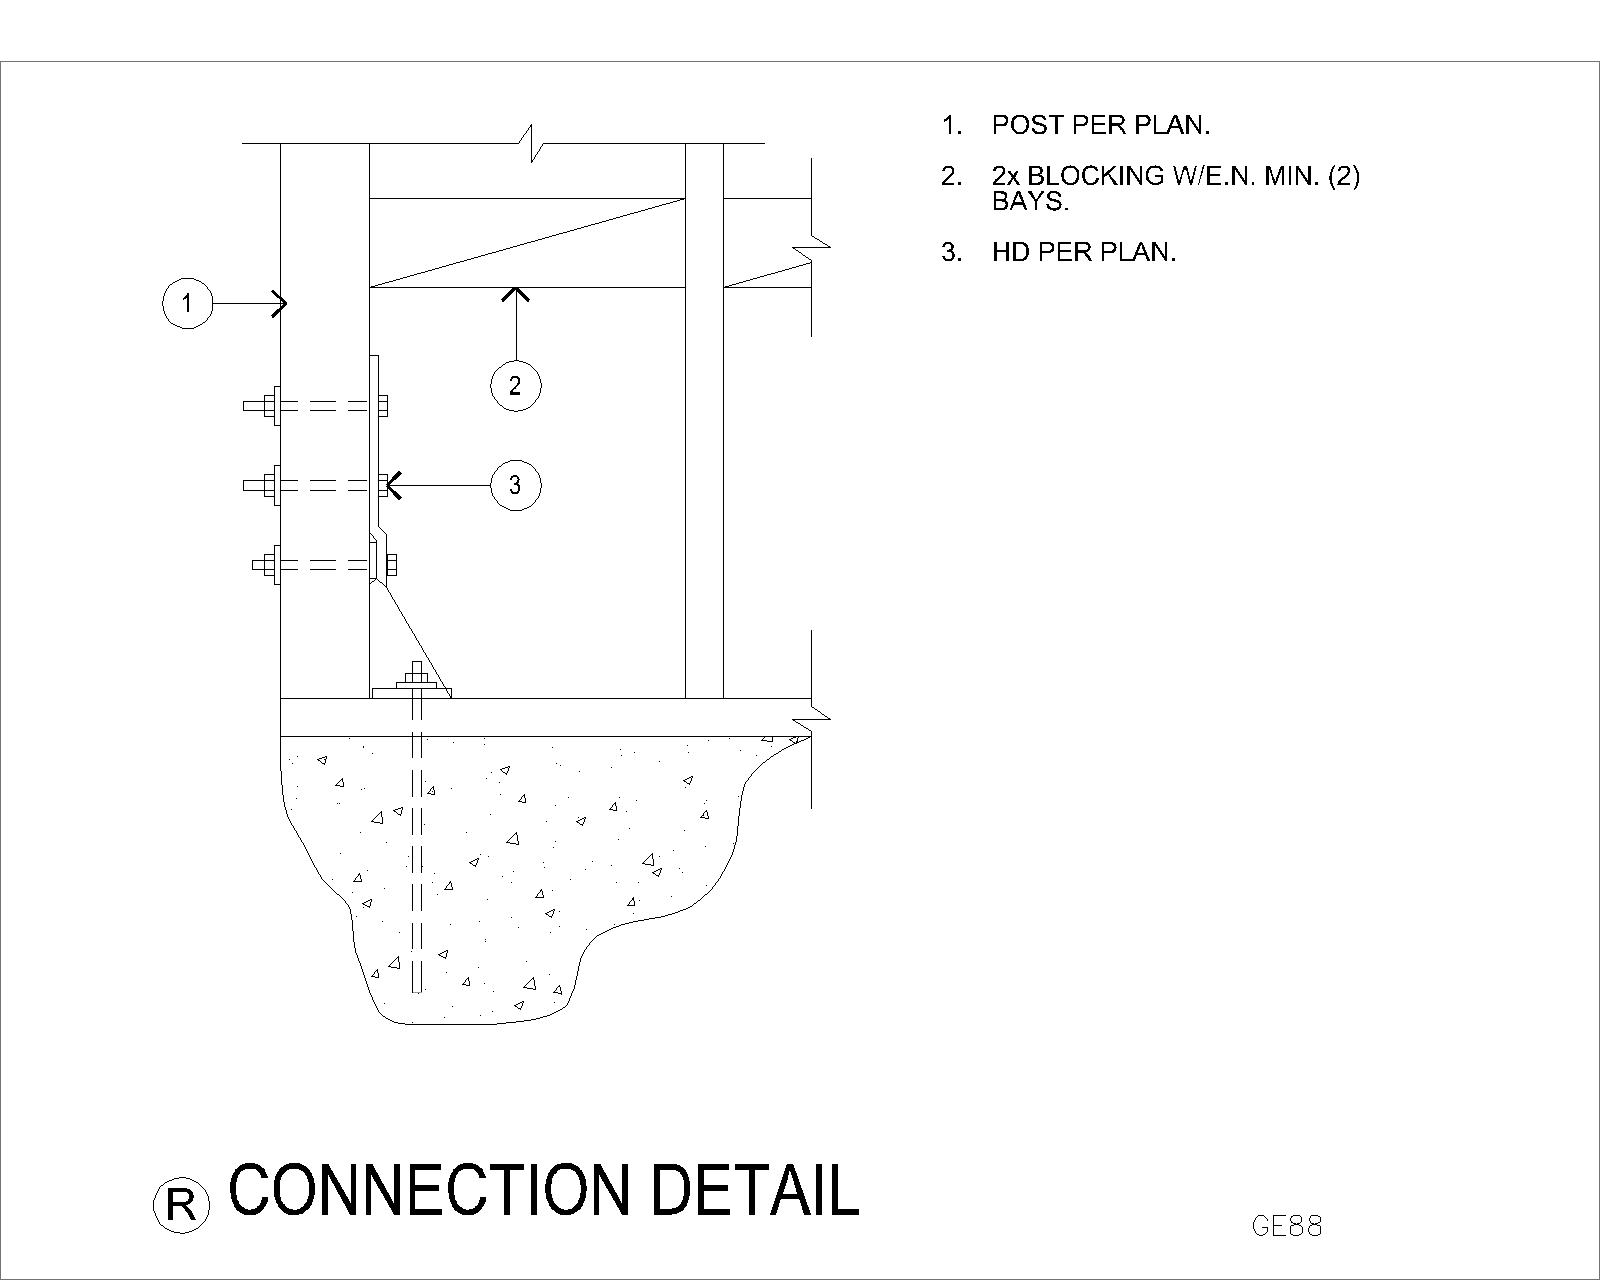 1. POST PER PLAN.
2. 2x BLOCKING W/E.N. MIN. (2)
BAYS.
3. HD PER PLAN.
1
2
3
R CONNECTION DETAIL
GE88